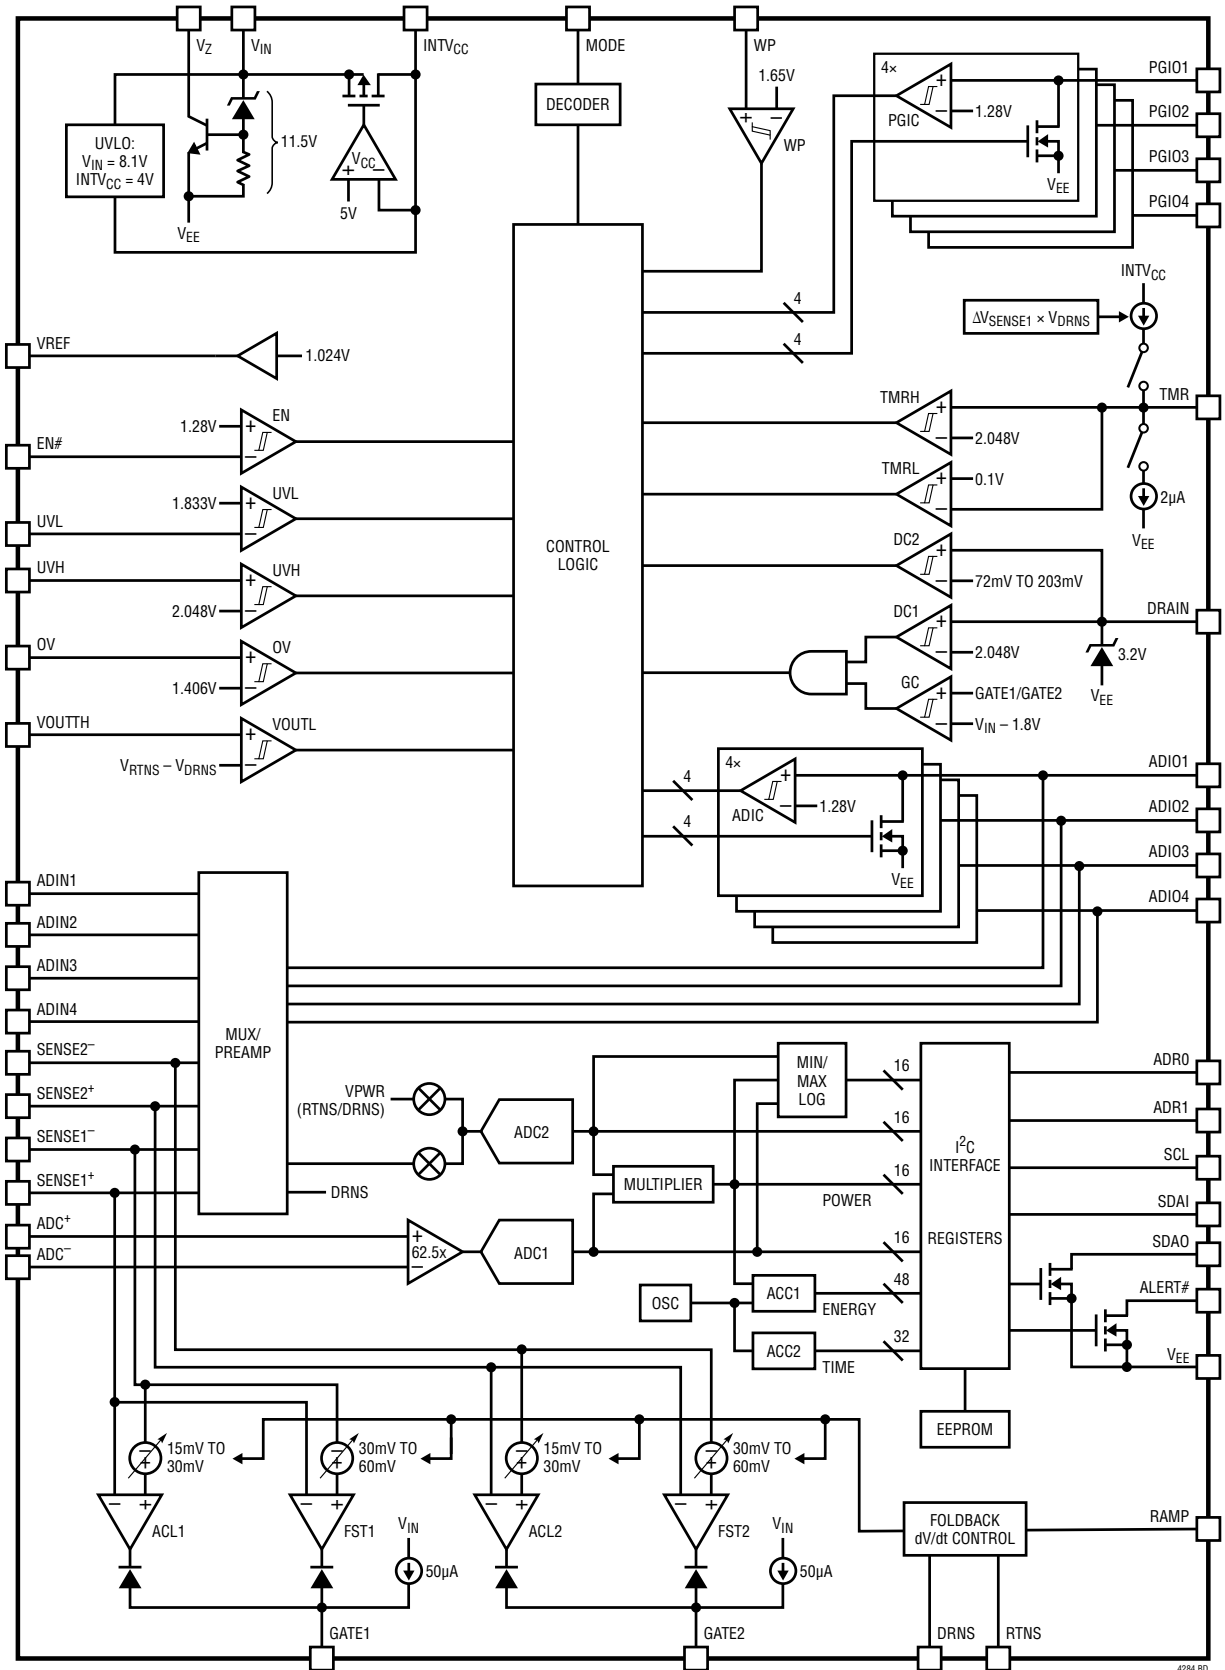 VZ
VIN
INTVCC
MODE
WP
PGIO1
PGIO2
PGIO3
PGIO4
UVLO:
VIN = 8.1V
INTVCC = 4V
11.5V
VEE
VCC
+
−
5V
DECODER
1.65V
+
−
WP
4×
PGIC
+
−
1.28V
VEE
INTVCC
ΔVSENSE1 × VDRNS
4
4
VREF
1.024V
EN
1.28V
+
−
EN#
UVL
1.833V
+
−
UVL
UVH
UVH
+
−
2.048V
OV
OV
+
−
1.406V
VOUTTH
VOUTL
+
−
VRTNS – VDRNS
CONTROL
LOGIC
TMRH
+
−
2.048V
TMR
TMRL
+
−
0.1V
2µA
VEE
DC2
+
−
72mV TO 203mV
DRAIN
DC1
+
−
2.048V
3.2V
VEE
GC
+
−
GATE1/GATE2
VIN – 1.8V
4
4
4×
ADIC
+
−
1.28V
VEE
ADIO1
ADIO2
ADIO3
ADIO4
ADIN1
ADIN2
ADIN3
ADIN4
SENSE2−
SENSE2+
SENSE1−
SENSE1+
ADC+
ADC−
MUX/
PREAMP
VPWR
(RTNS/DRNS)
DRNS
ADC2
+
62.5x
−
ADC1
MULTIPLIER
MIN/
MAX
LOG
16
16
16
POWER
16
OSC
ACC1
48
ENERGY
ACC2
32
TIME
I2C
INTERFACE
REGISTERS
EEPROM
ADR0
ADR1
SCL
SDAI
SDAO
ALERT#
VEE
−
+
15mV TO
30mV
−
+
30mV TO
60mV
−
+
15mV TO
30mV
−
+
30mV TO
60mV
−
+
ACL1
−
+
FST1
−
+
ACL2
−
+
FST2
VIN
50µA
VIN
50µA
FOLDBACK
dV/dt CONTROL
RAMP
GATE1
GATE2
DRNS
RTNS
4284 BD